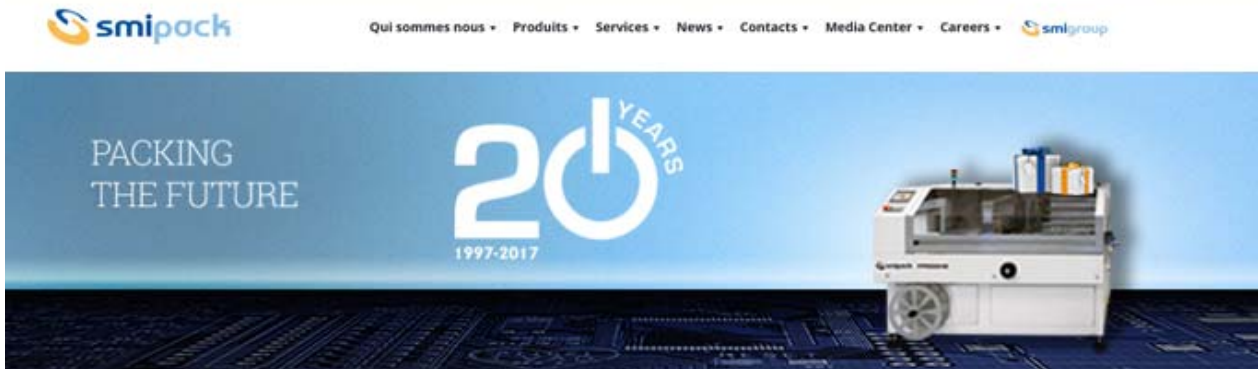 smipack
Qui sommes nous Produits Services News Contacts Media Center Careers smigroup
PACKING
THE FUTURE
20 YEARS
1997-2017
smipack